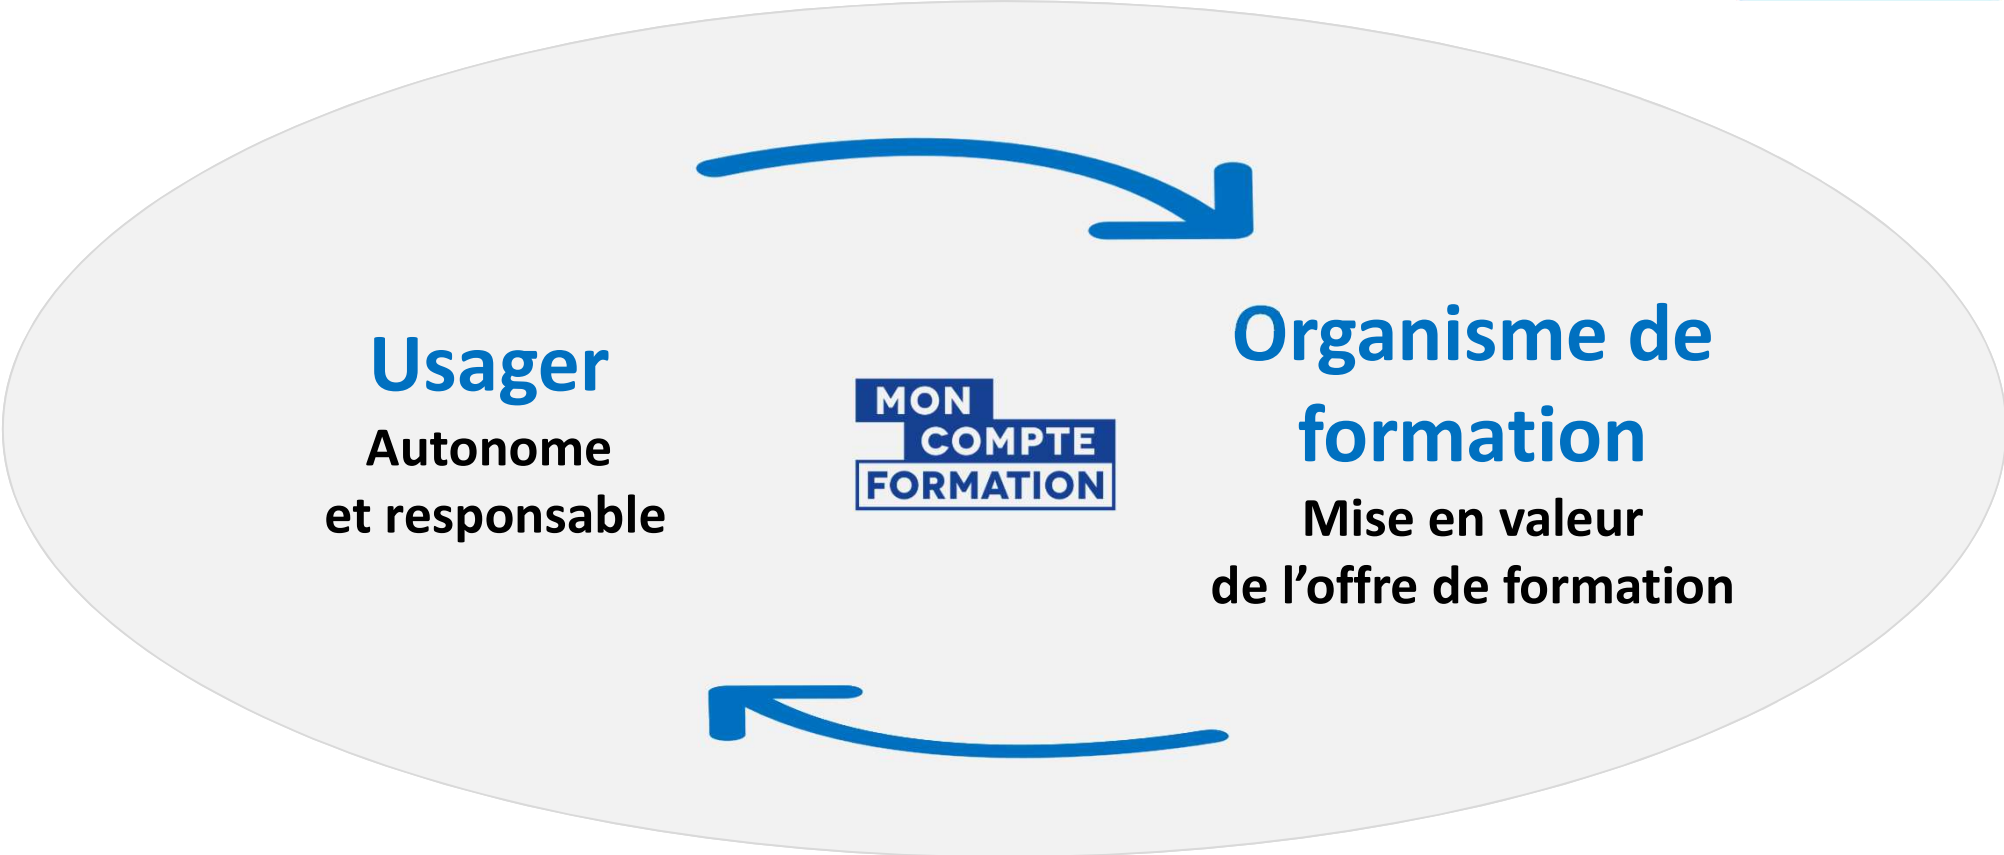 Usager
Autonome
et responsable
MON
COMPTE
FORMATION
Organisme de
formation
Mise en valeur
de l’offre de formation